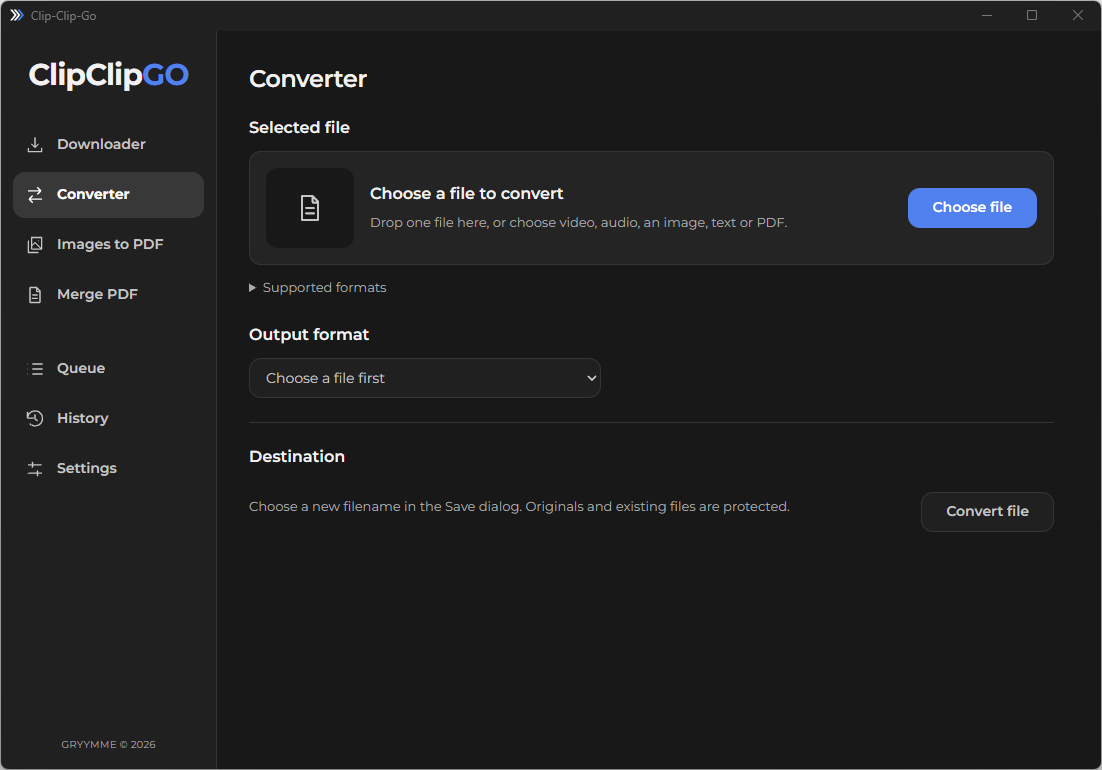 Clip-Clip-Go
ClipClipGO
Downloader
Converter
Images to PDF
Merge PDF
Queue
History
Settings
GRYYMME © 2026
Converter
Selected file
Choose a file to convert
Drop one file here, or choose video, audio, an image, text or PDF.
Choose file
Supported formats
Output format
Choose a file first
Destination
Choose a new filename in the Save dialog. Originals and existing files are protected.
Convert file